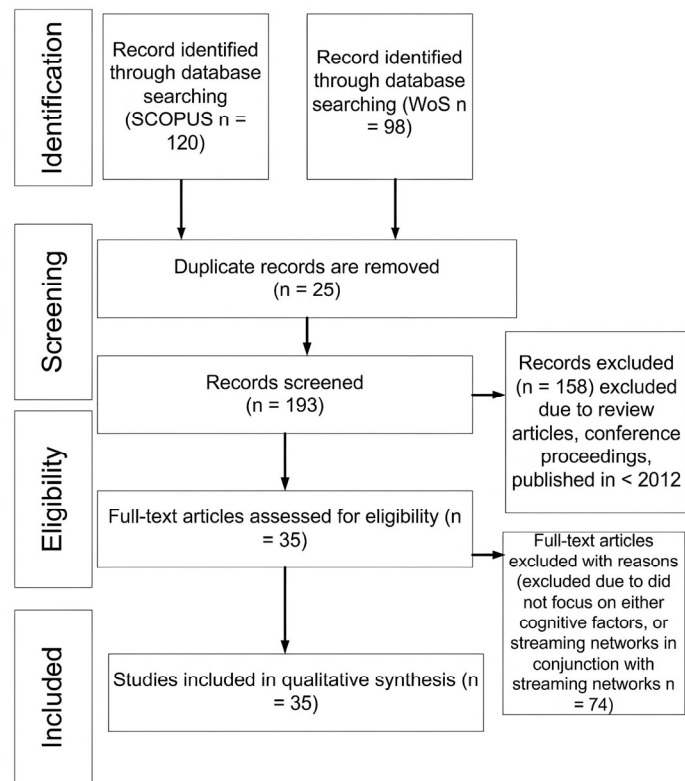 Identification
Record identified
through database
searching
(SCOPUS n =
120)
Record identified
through database
searching (WoS n
= 98)
Screening
Duplicate records are removed
(n = 25)
Records screened
(n = 193)
Records excluded
(n = 158) excluded
due to review
articles, conference
proceedings,
published in < 2012
Eligibility
Full-text articles assessed for eligibility (n
= 35)
Full-text articles
excluded with reasons
(excluded due to did
not focus on either
cognitive factors, or
streaming networks in
conjunction with
streaming networks n
= 74)
Included
Studies included in qualitative synthesis (n
= 35)